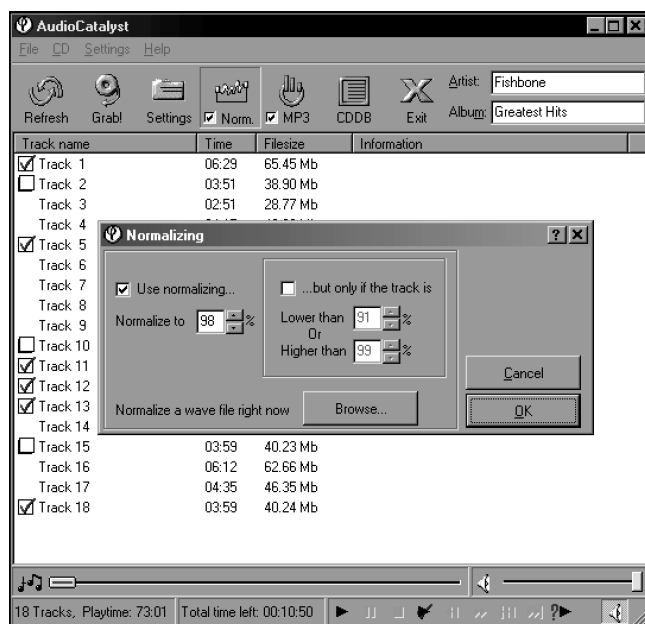 AudioCatalyst
File CD Settings Help
Refresh Grab! Settings Norm. MP3 CDDB Exit
Artist: Fishbone
Album: Greatest Hits
Track name Time Filesize Information
Track 1 06:29 65.45 Mb
Track 2 03:51 38.90 Mb
Track 3 02:51 28.77 Mb
Track 4
Track 5
Track 6
Track 7
Track 8
Track 9
Track 10
Track 11
Track 12
Track 13
Track 14
Normalizing
Use normalizing...
Normalize to 98 %
...but only if the track is
Lower than 91 %
Or
Higher than 99 %
Normalize a wave file right now Browse...
Cancel
OK
Track 15 03:59 40.23 Mb
Track 16 06:12 62.66 Mb
Track 17 04:35 46.35 Mb
Track 18 03:59 40.24 Mb
18 Tracks, Playtime: 73:01 Total time left: 00:10:50